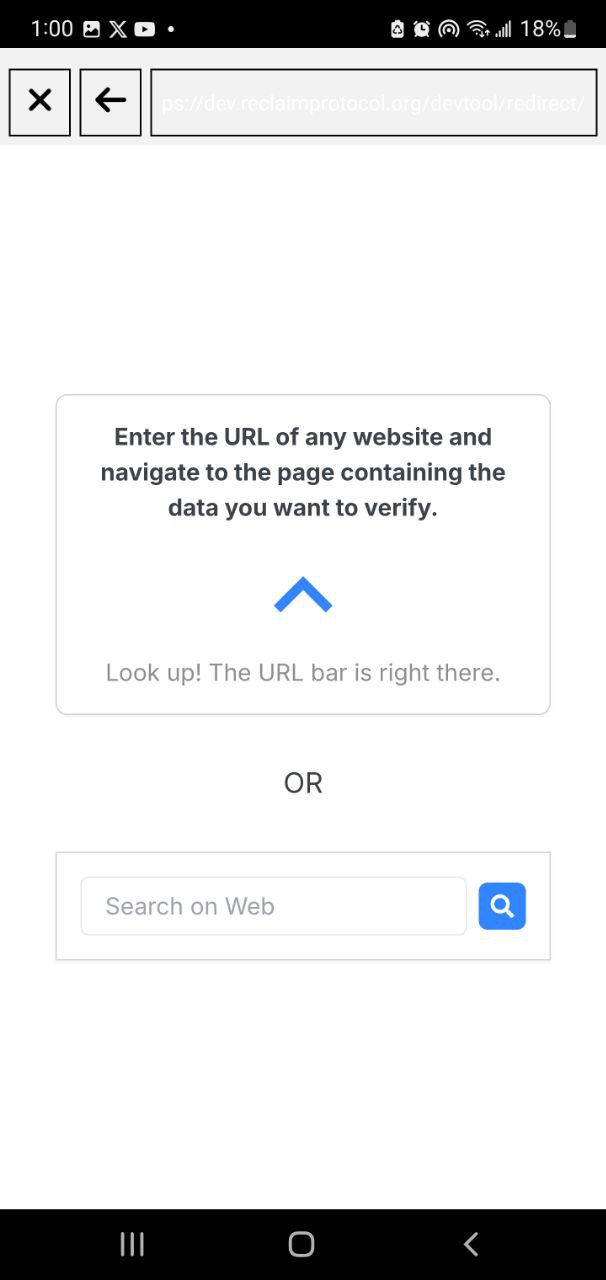 1:00
18%
ps://dev.reclaimprotocol.org/devtool/redirect/
Enter the URL of any website and
navigate to the page containing the
data you want to verify.
Look up! The URL bar is right there.
OR
Search on Web